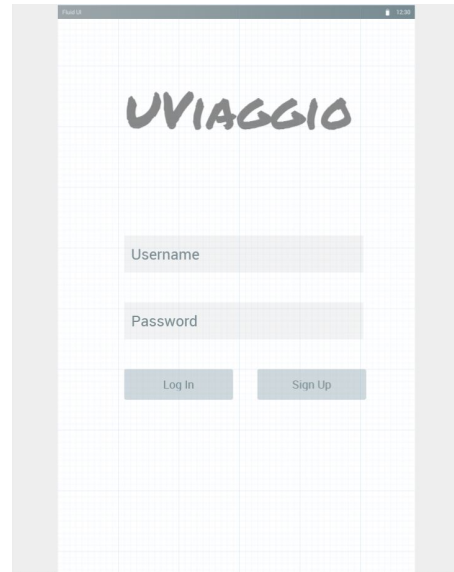 Fluid UI 12:30
UViaggio
Username
Password
Log In Sign Up